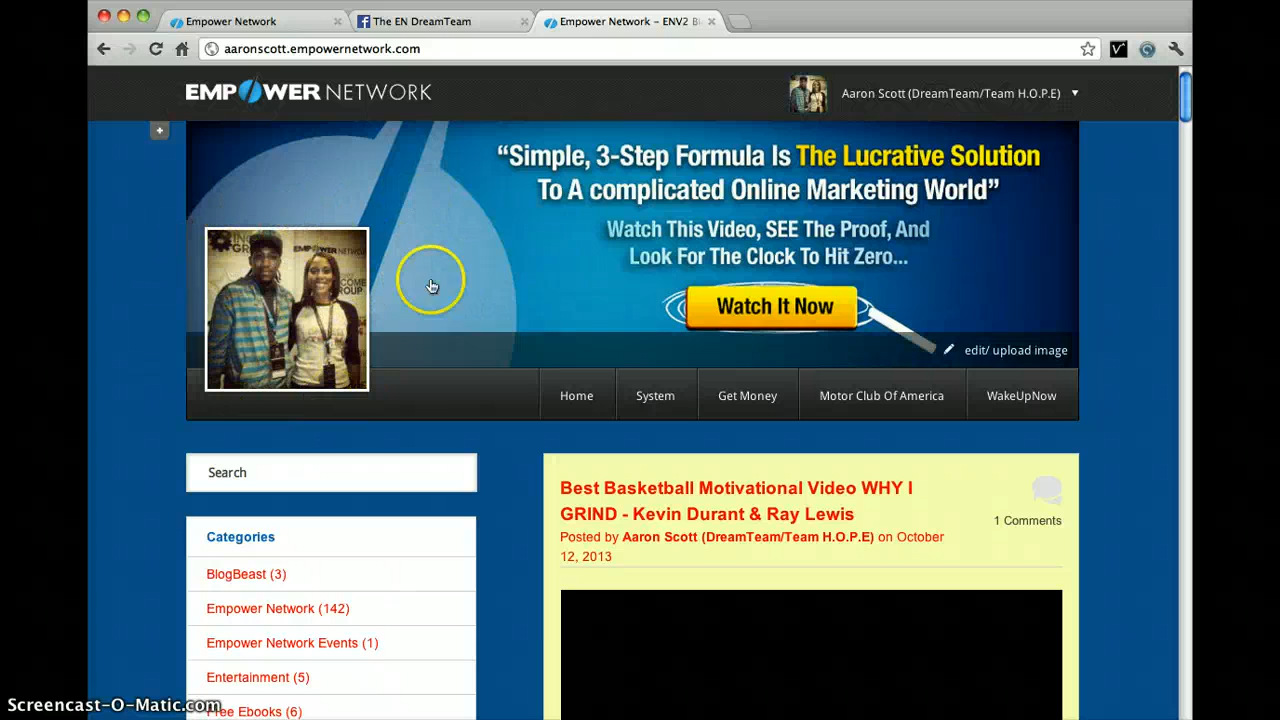 Empower Network
The EN DreamTeam
Empower Network – ENV2 B
aaronscott.empowernetwork.com
EMPOWER NETWORK
Aaron Scott (DreamTeam/Team H.O.P.E)
“Simple, 3-Step Formula Is The Lucrative Solution
To A complicated Online Marketing World”
Watch This Video, SEE The Proof, And
Look For The Clock To Hit Zero...
Watch It Now
edit/ upload image
Home
System
Get Money
Motor Club Of America
WakeUpNow
Search
Categories
BlogBeast (3)
Empower Network (142)
Empower Network Events (1)
Entertainment (5)
Free Ebooks (6)
Best Basketball Motivational Video WHY I
GRIND - Kevin Durant & Ray Lewis
Posted by Aaron Scott (DreamTeam/Team H.O.P.E) on October
12, 2013
1 Comments
Screencast-O-Matic.com